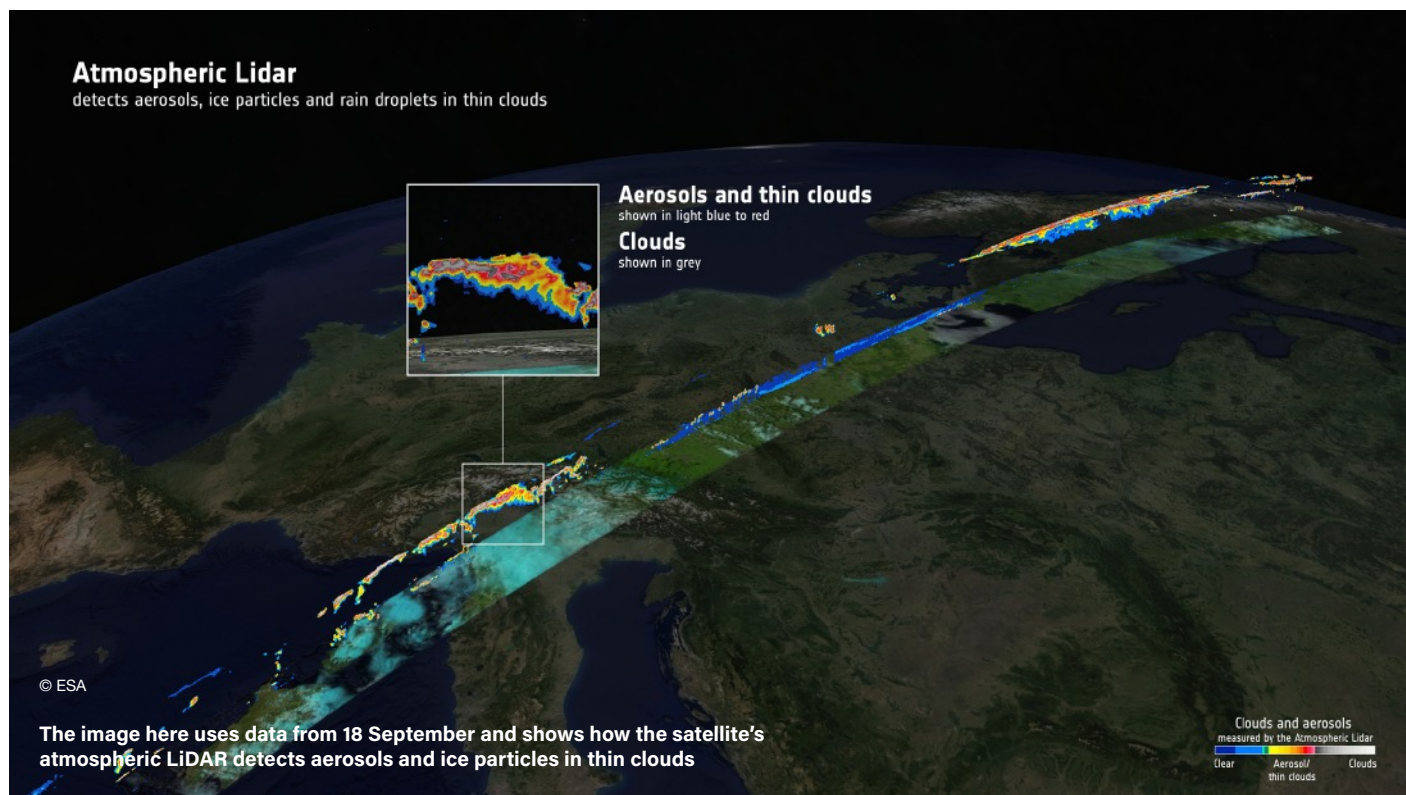 Atmospheric Lidar
detects aerosols, ice particles and rain droplets in thin clouds
Aerosols and thin clouds
shown in light blue to red
Clouds
shown in grey
© ESA
The image here uses data from 18 September and shows how the satellite’s
atmospheric LiDAR detects aerosols and ice particles in thin clouds
Clouds and aerosols
measured by the Atmospheric Lidar
Clear Aerosol/ Clouds
thin clouds